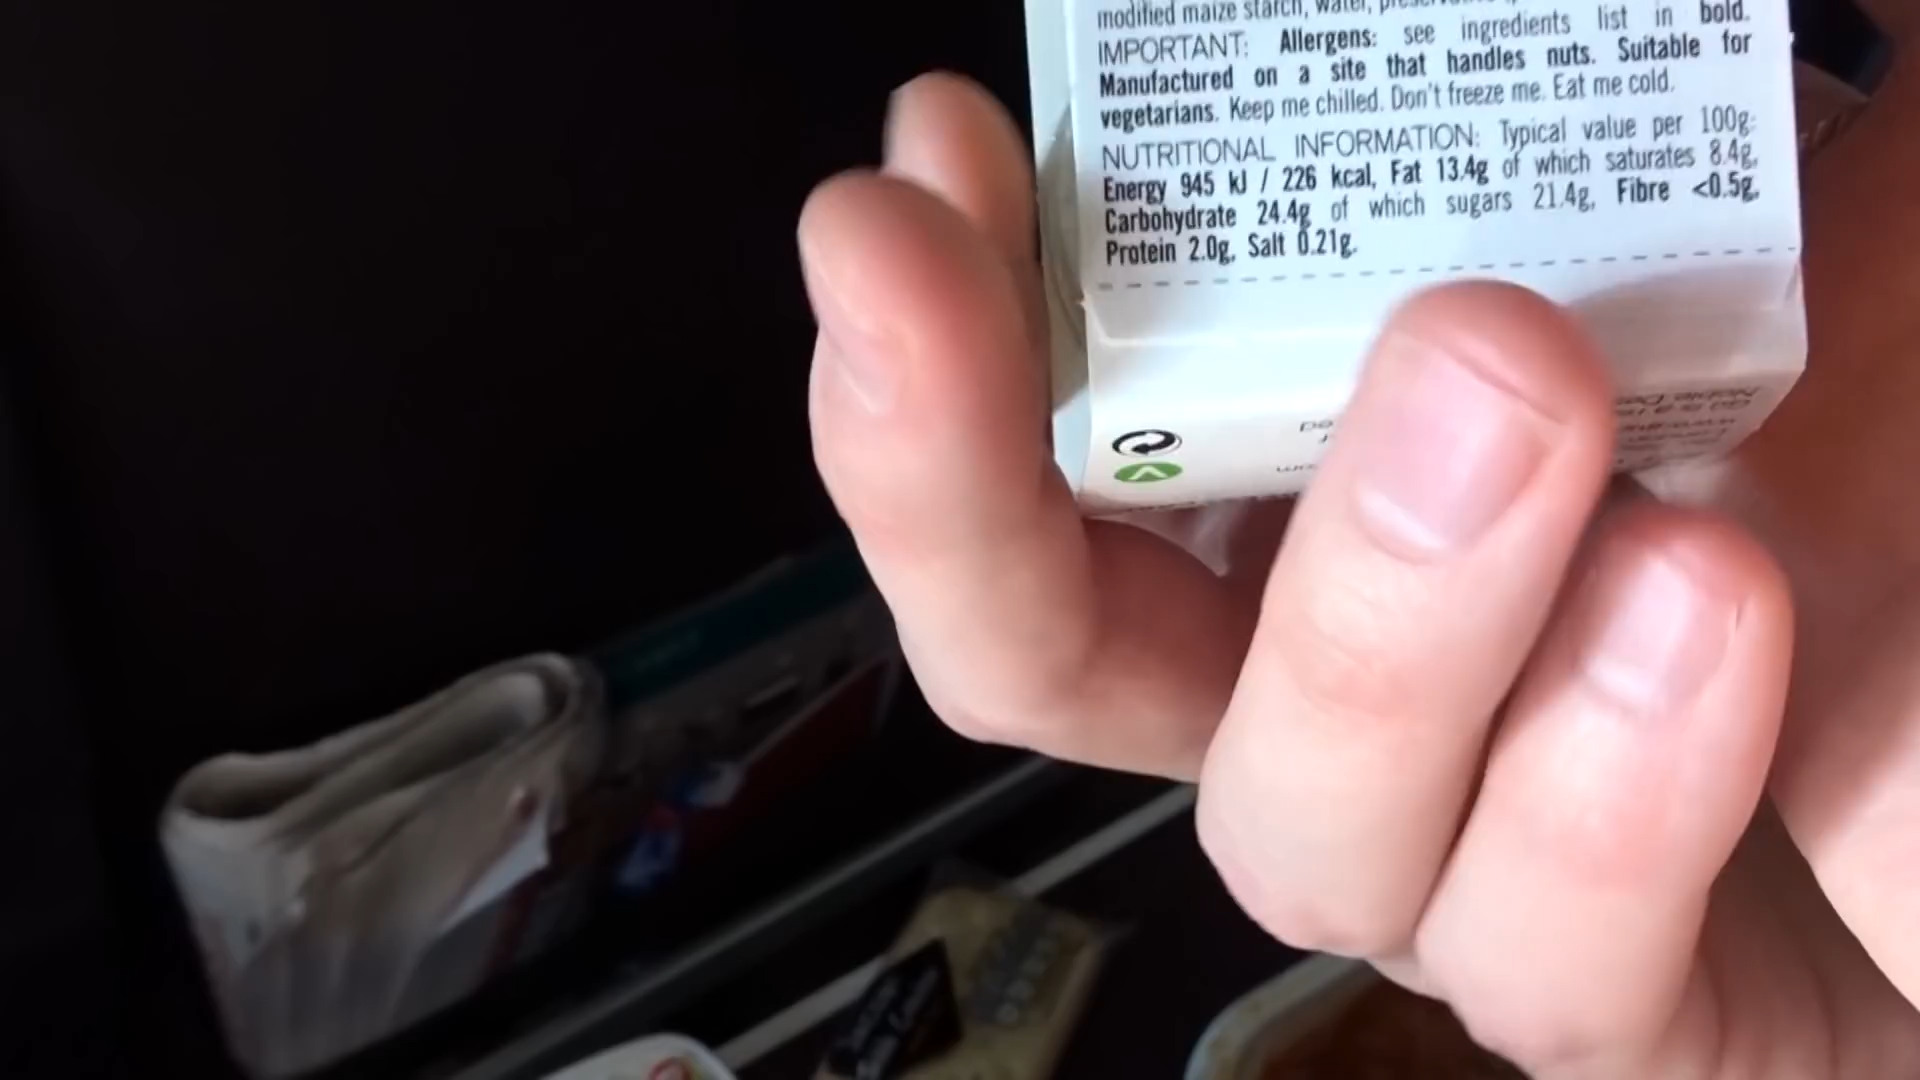 modified maize starch, water,
IMPORTANT: Allergens: see ingredients list in bold.
Manufactured on a site that handles nuts. Suitable for
vegetarians. Keep me chilled. Don't freeze me. Eat me cold.
NUTRITIONAL INFORMATION: Typical value per 100g:
Energy 945 kJ / 226 kcal, Fat 13.4g of which saturates 8.4g,
Carbohydrate 24.4g of which sugars 21.4g, Fibre <0.5g,
Protein 2.0g, Salt 0.21g.
V